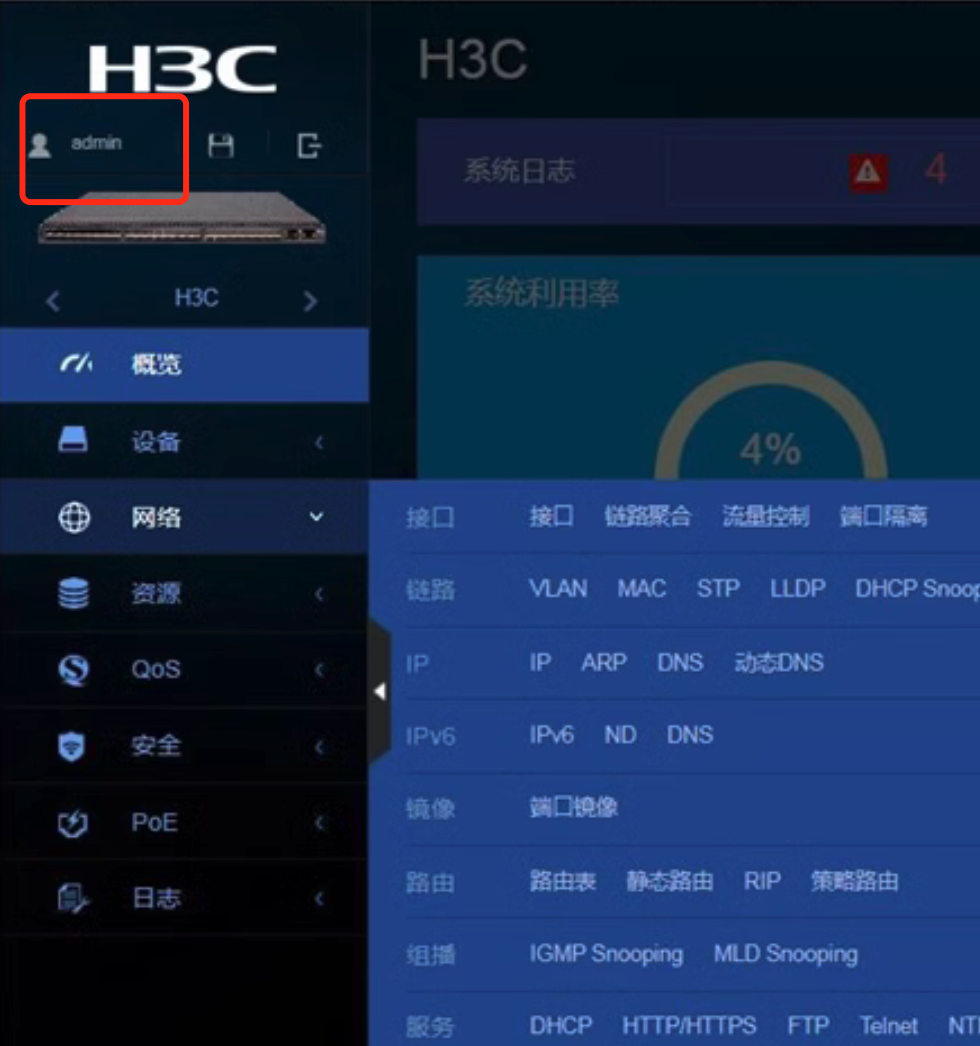 H3C
H3C
admin
系统日志
4
H3C
系统利用率
4%
概览
设备
网络
资源
QoS
安全
PoE
日志
接口 接口 链路聚合 流量控制 端口隔离
链路 VLAN MAC STP LLDP DHCP Snoop
IP IP ARP DNS 动态DNS
IPv6 IPv6 ND DNS
镜像 端口镜像
路由 路由表 静态路由 RIP 策略路由
组播 IGMP Snooping MLD Snooping
服务 DHCP HTTP/HTTPS FTP Telnet NT